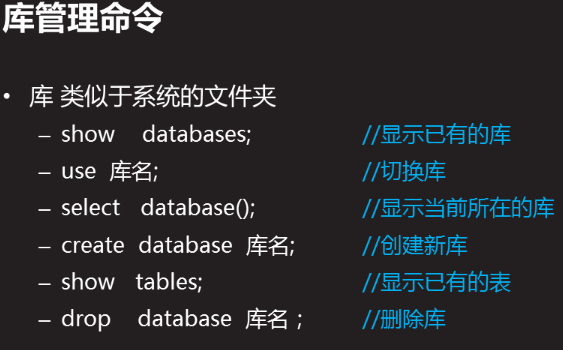 库管理命令
• 库 类似于系统的文件夹
– show databases; //显示已有的库
– use 库名; //切换库
– select database(); //显示当前所在的库
– create database 库名; //创建新库
– show tables; //显示已有的表
– drop database 库名 ; //删除库